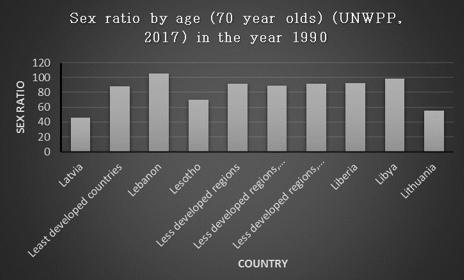 Sex ratio by age (70 year olds) (UNWPP,
2017) in the year 1990
SEX RATIO
120
100
80
60
40
20
0
Latvia
Least developed countries
Lebanon
Lesotho
Less developed regions
Less developed regions,...
Less developed regions,...
Liberia
Libya
Lithuania
COUNTRY